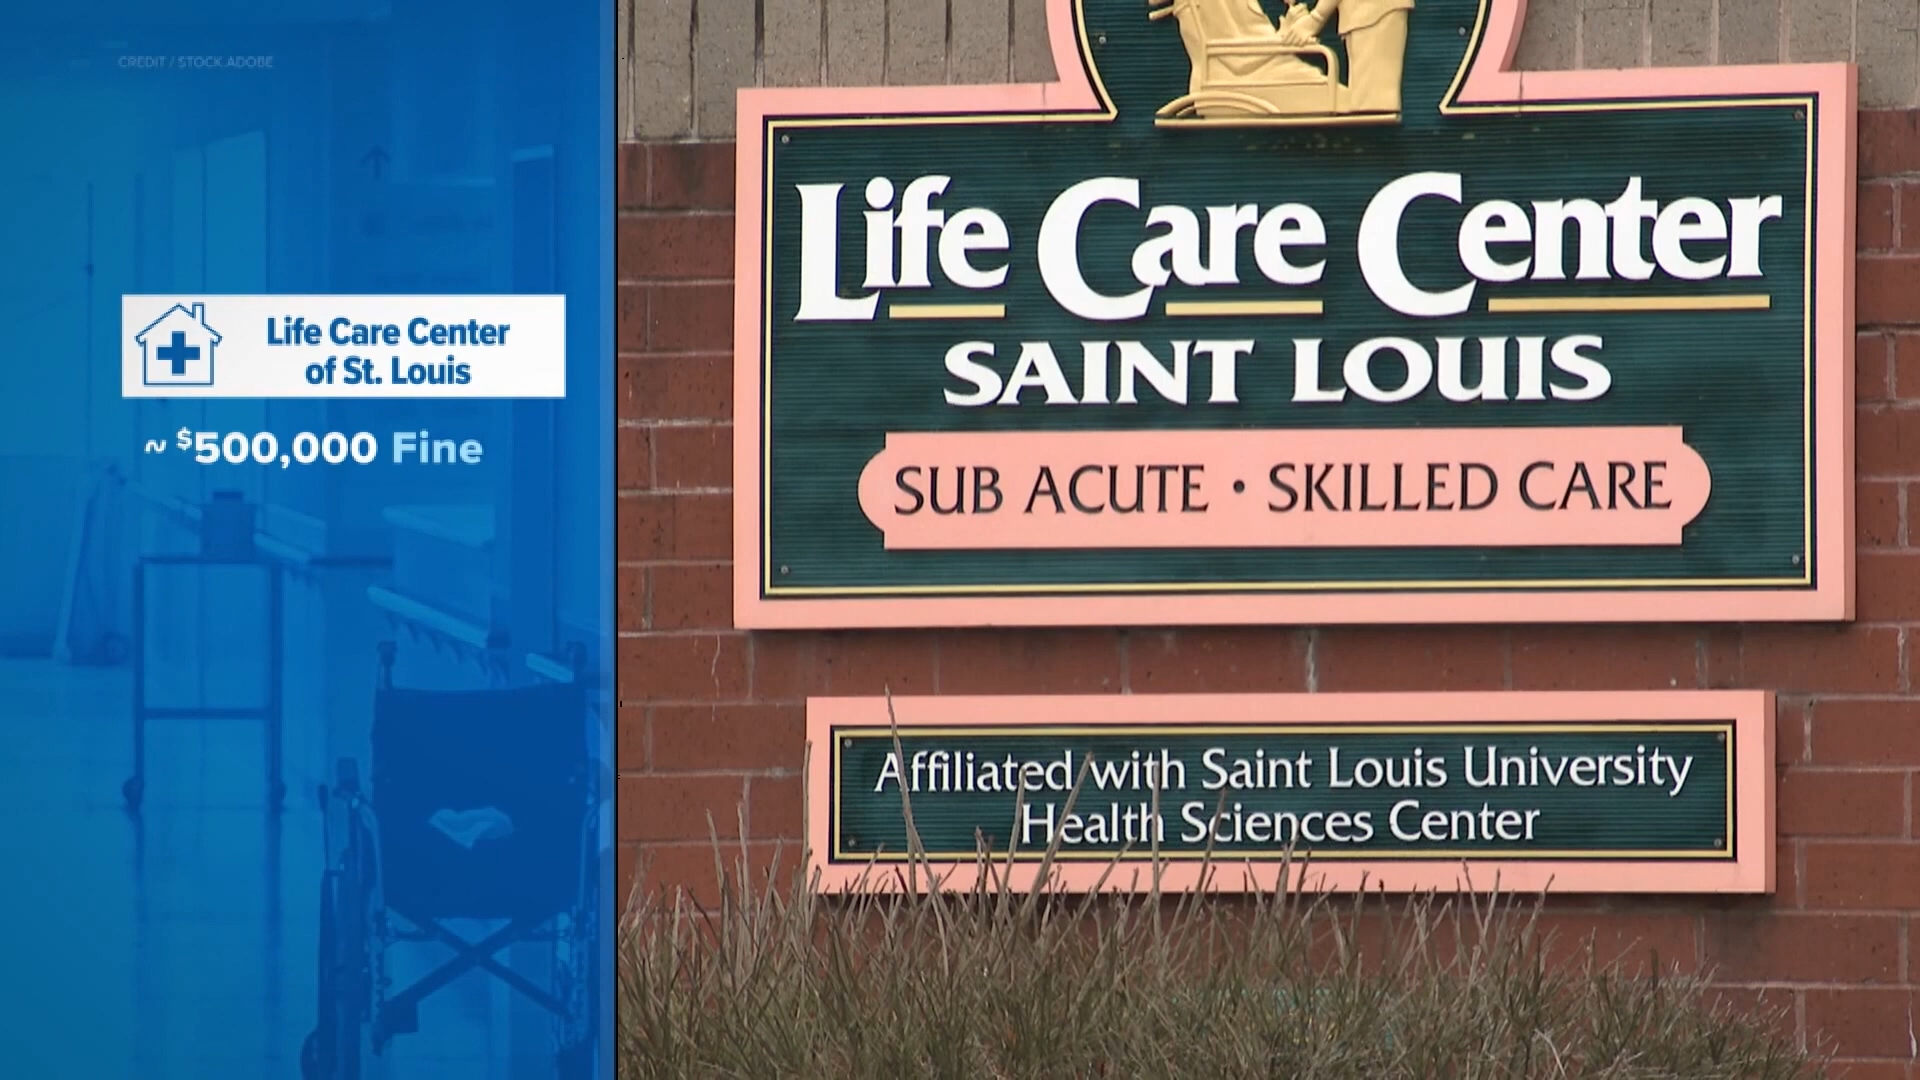 CREDIT / STOCK.ADOBE
Life Care Center
of St. Louis
~ $500,000 Fine
Life Care Center
SAINT LOUIS
SUB ACUTE • SKILLED CARE
Affiliated with Saint Louis University
Health Sciences Center